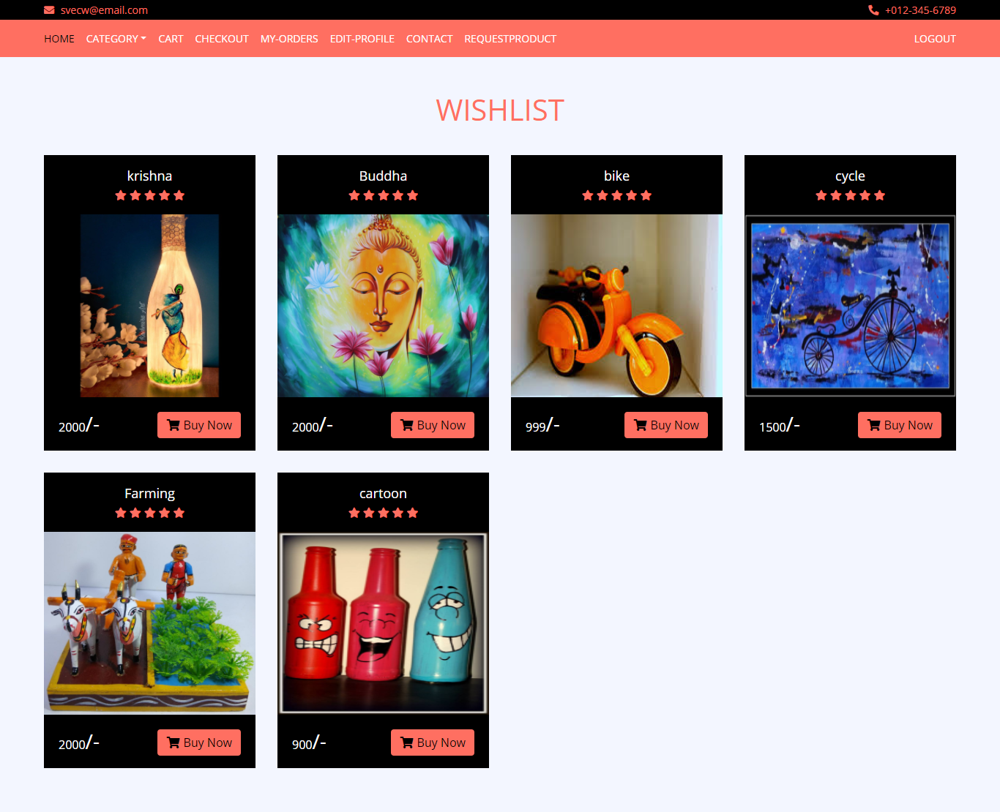 svecw@email.com
+012-345-6789
HOME CATEGORY CART CHECKOUT MY-ORDERS EDIT-PROFILE CONTACT REQUESTPRODUCT LOGOUT
WISHLIST
krishna
2000/-
Buy Now
Buddha
2000/-
Buy Now
bike
999/-
Buy Now
cycle
1500/-
Buy Now
Farming
2000/-
Buy Now
cartoon
900/-
Buy Now